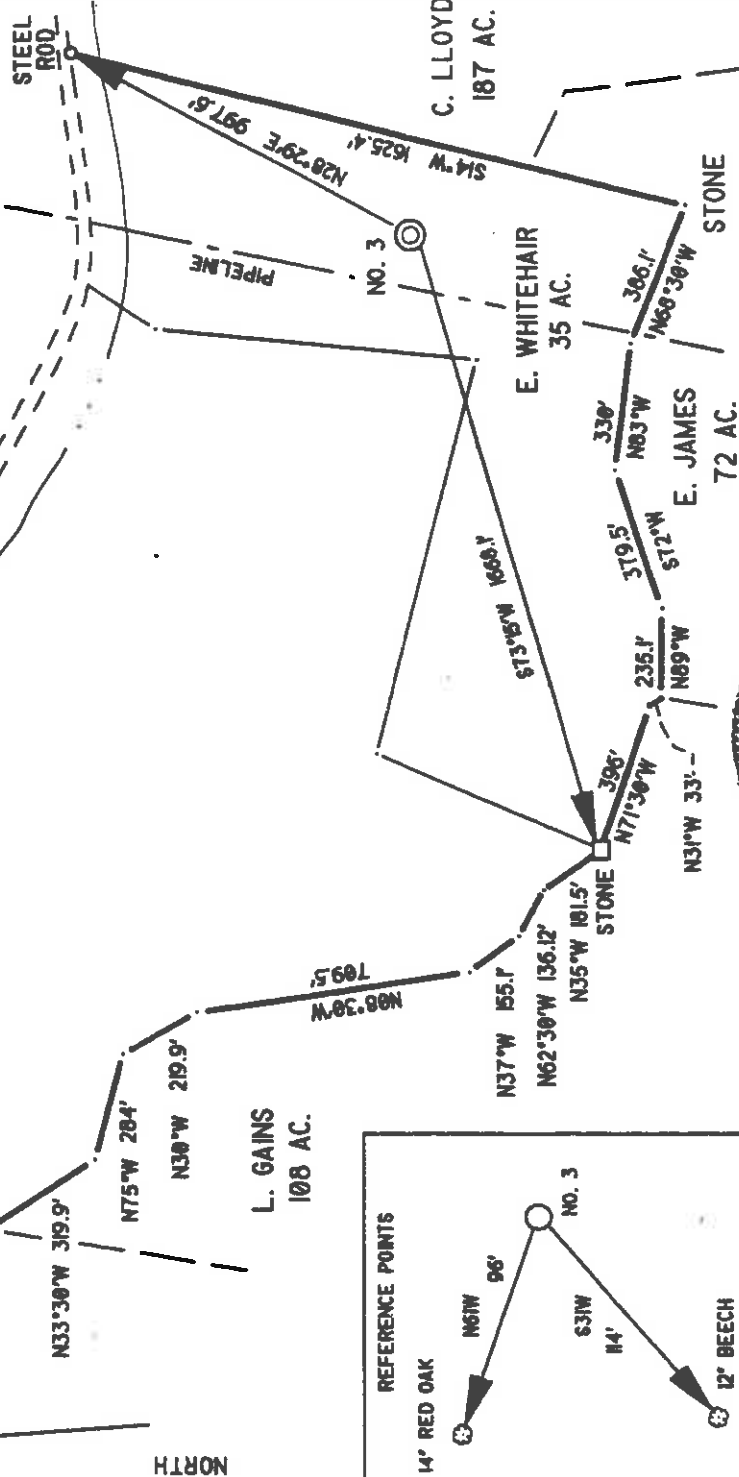 STEEL
ROD
N28°29'E 997.6'
S14°W 1625.4'
C. LLOYD
187 AC.
PIPELINE
NO. 3
E. WHITEHAIR
35 AC.
STONE
386.1'
N68°30'W
330'
N83°W
E. JAMES
72 AC.
379.5'
S72°W
235.1'
N89°W
S73°15'W
N31°W 33'
396'
N71°30'W
STONE
N35°W 181.5'
N62°30'W 136.12'
N37°W 155.1'
N08°30'W
709.5'
N30°W 219.9'
N75°W 284'
N33°30'W 319.9'
L. GAINS
108 AC.
REFERENCE POINTS
14" RED OAK
N61W
96'
NO. 3
S31W
114'
12" BEECH
NORTH